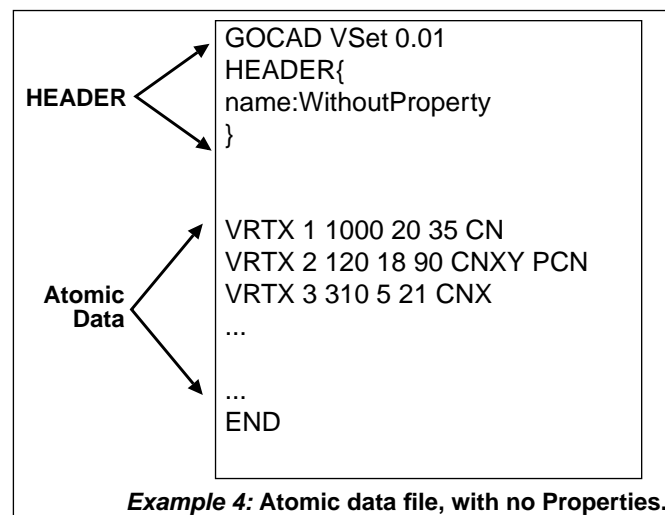 GOCAD VSet 0.01
HEADER{
HEADER
name:WithoutProperty
}
VRTX 1 1000 20 35 CN
VRTX 2 120 18 90 CNXY PCN
Atomic
Data
VRTX 3 310 5 21 CNX
...
...
END
Example 4: Atomic data file, with no Properties.